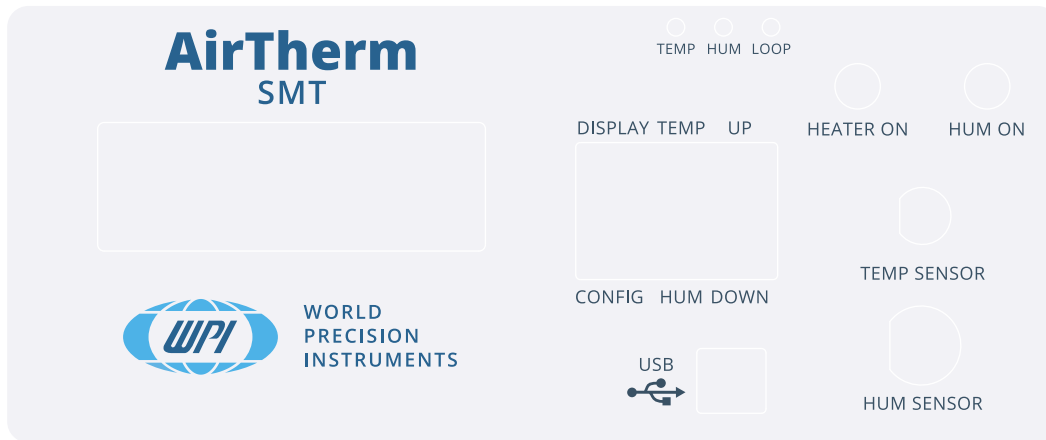 AirTherm
SMT
TEMP HUM LOOP
HEATER ON HUM ON
DISPLAY TEMP UP
TEMP SENSOR
CONFIG HUM DOWN
WPI
WORLD
PRECISION
INSTRUMENTS
USB
HUM SENSOR